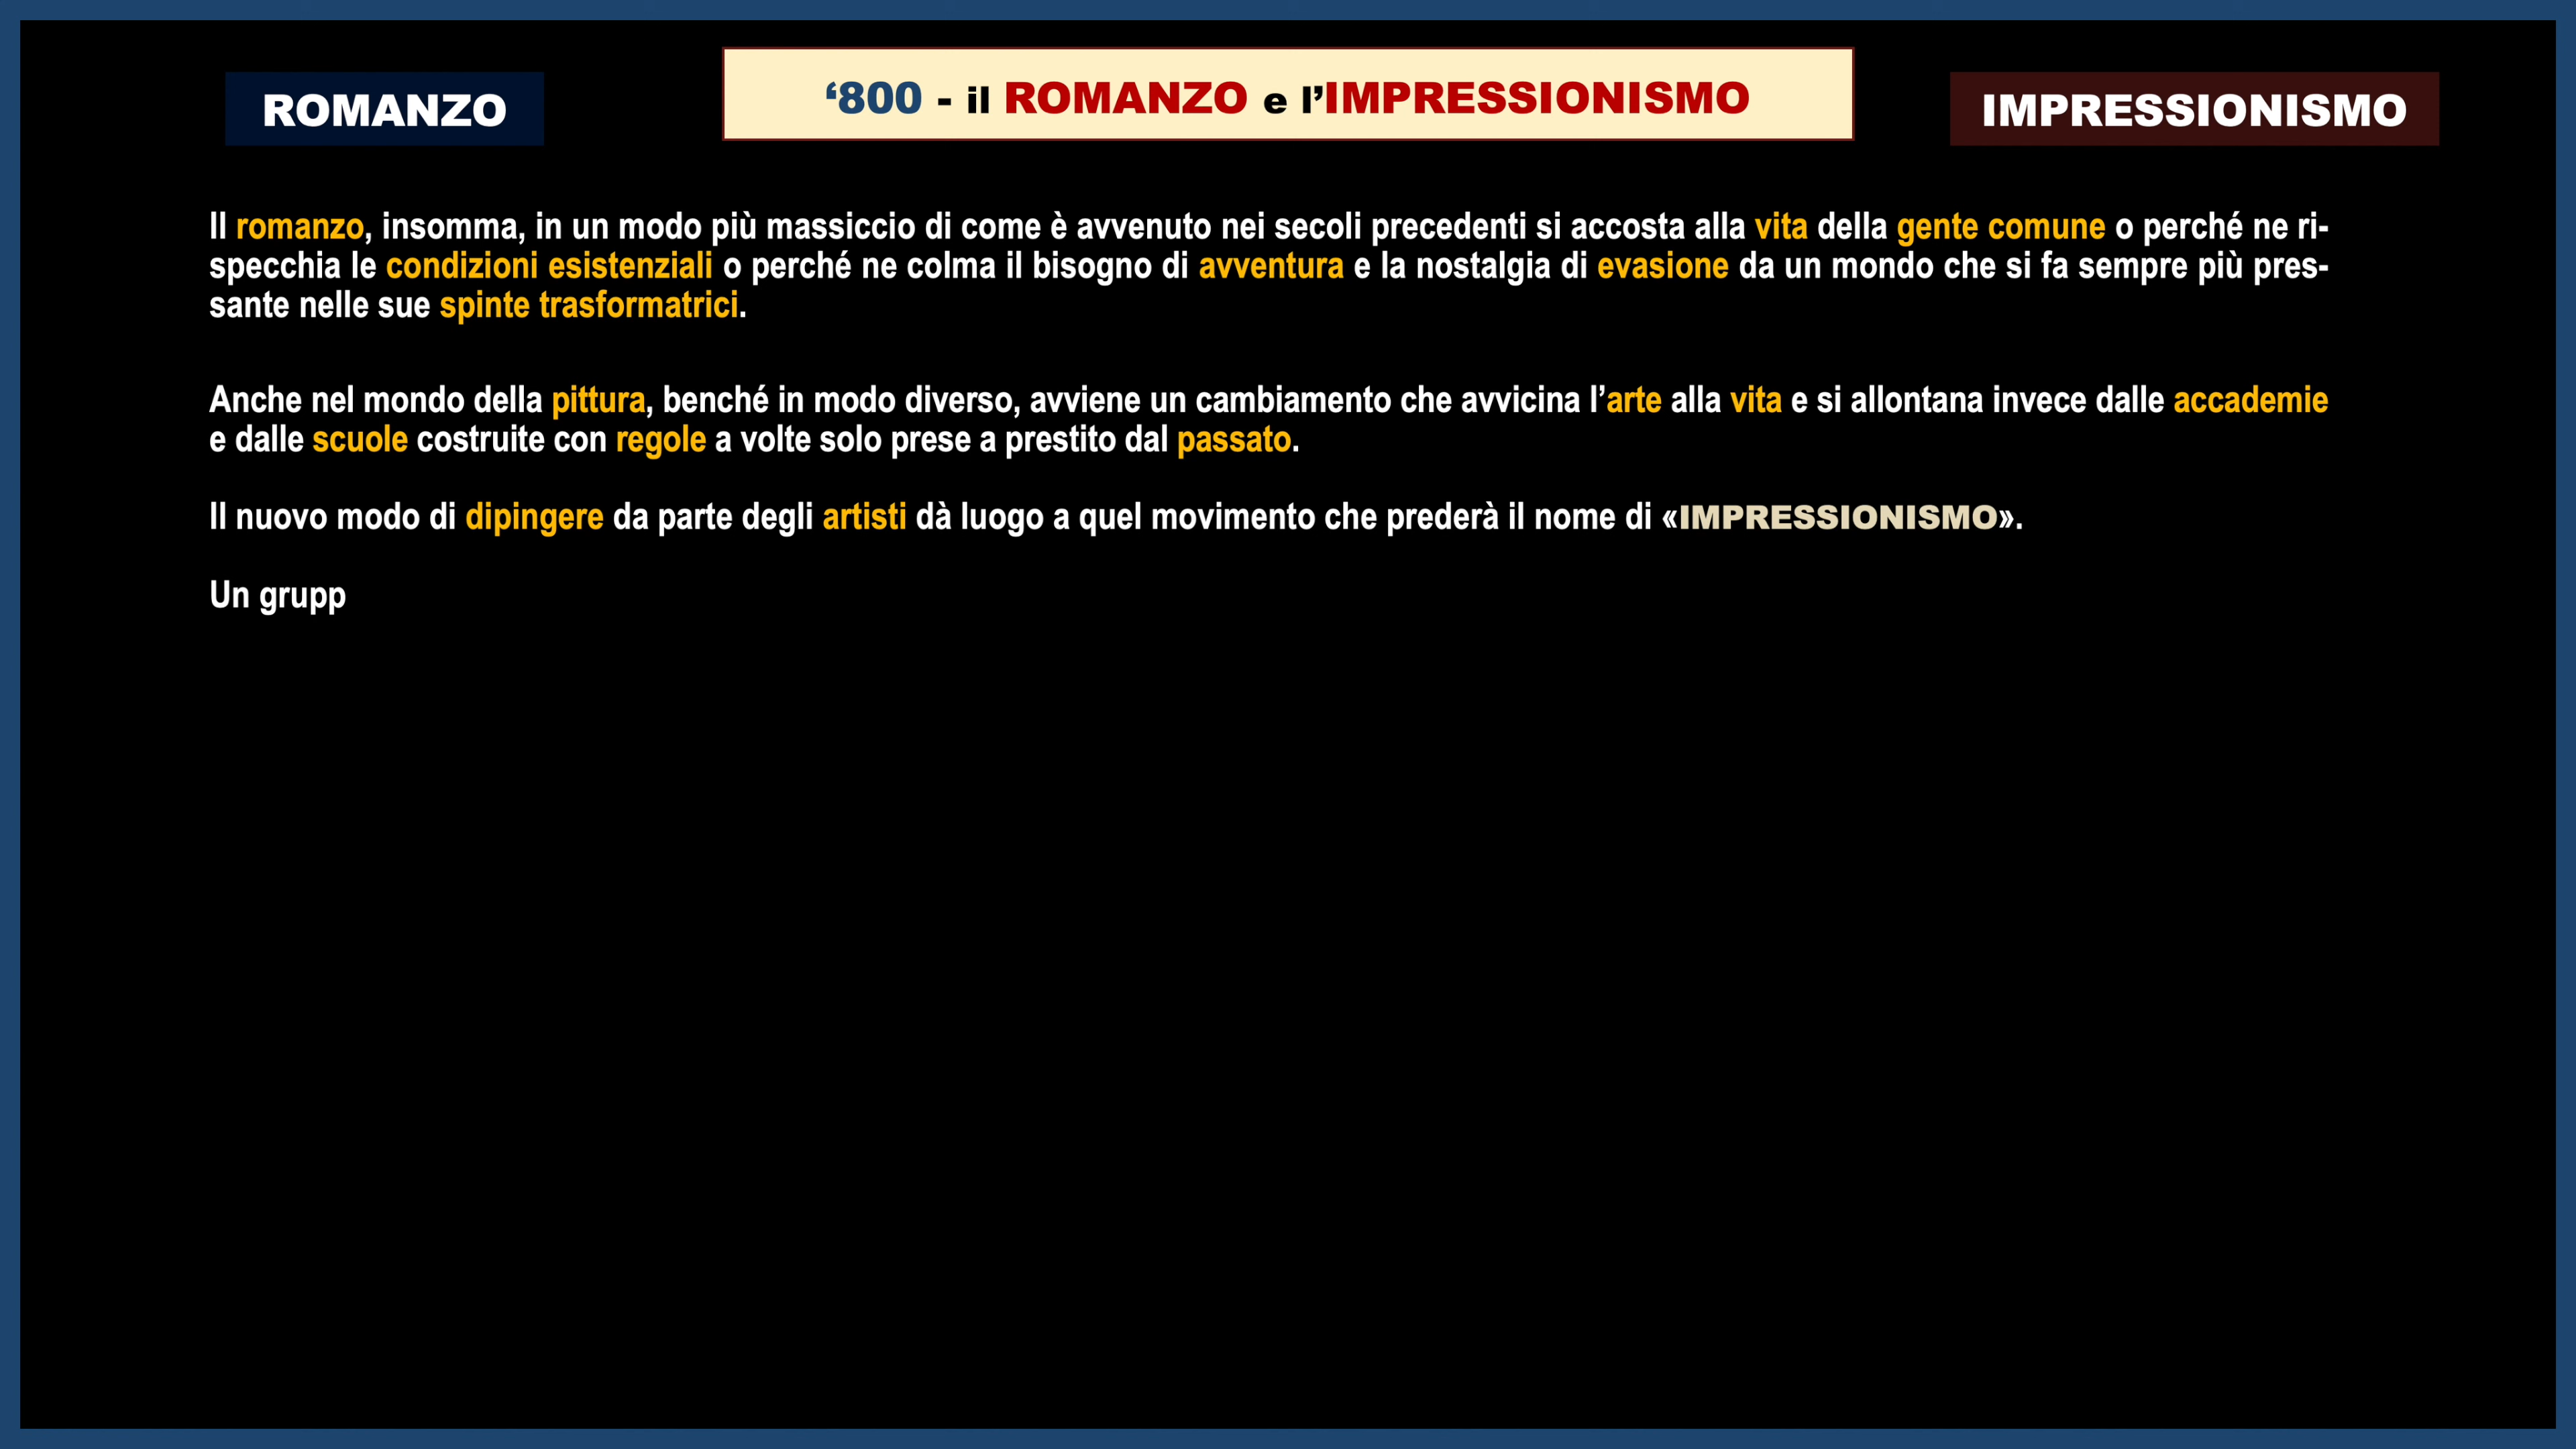 ROMANZO
‘800 - il ROMANZO e l’IMPRESSIONISMO
IMPRESSIONISMO
Il romanzo, insomma, in un modo più massiccio di come è avvenuto nei secoli precedenti si accosta alla vita della gente comune o perché ne ri-
specchia le condizioni esistenziali o perché ne colma il bisogno di avventura e la nostalgia di evasione da un mondo che si fa sempre più pres-
sante nelle sue spinte trasformatrici.
Anche nel mondo della pittura, benché in modo diverso, avviene un cambiamento che avvicina l’arte alla vita e si allontana invece dalle accademie
e dalle scuole costruite con regole a volte solo prese a prestito dal passato.
Il nuovo modo di dipingere da parte degli artisti dà luogo a quel movimento che prederà il nome di «IMPRESSIONISMO».
Un grupp